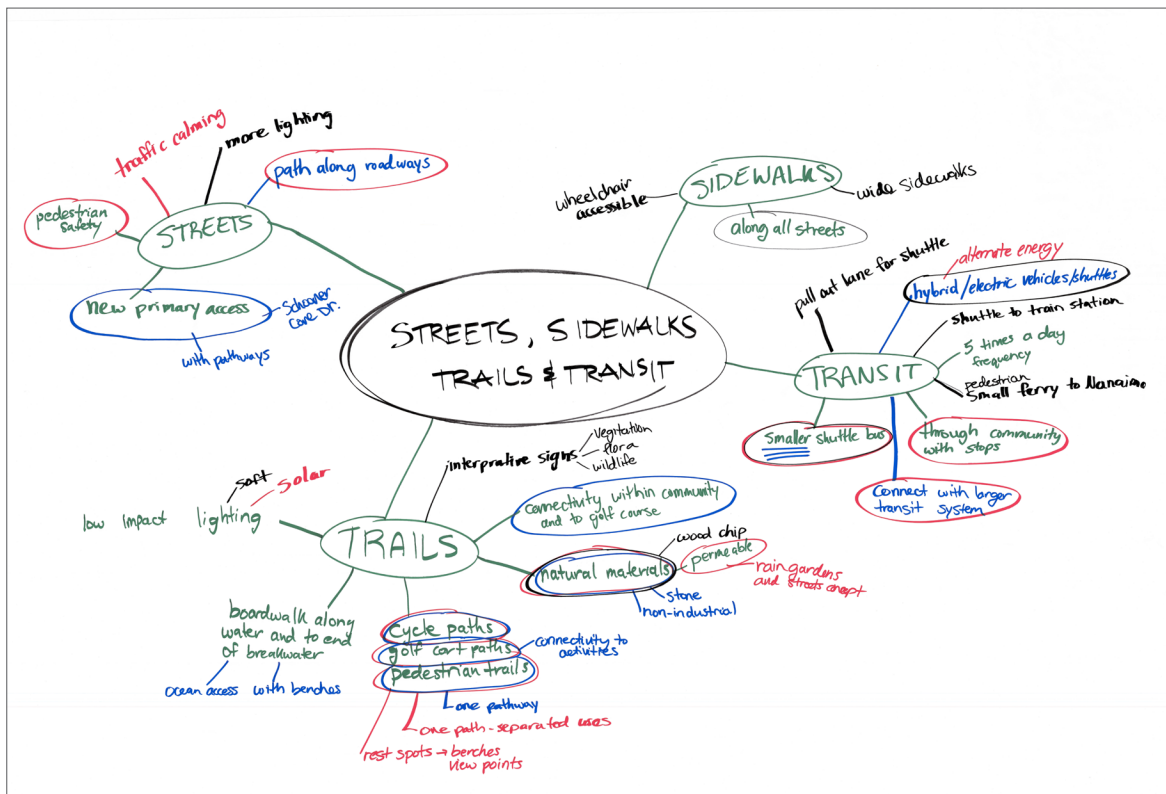 traffic calming
more lighting
path along roadways
pedestrian
safety
STREETS
new primary access
Schooner
Cove Dr.
with pathways
SIDEWALKS
wheelchair
accessible
wide sidewalks
along all streets
STREETS, SIDEWALKS
TRAILS & TRANSIT
pull out lane for shuttle
alternate energy
hybrid/electric vehicles/shuttles
shuttle to train station
5 times a day
frequency
TRANSIT
pedestrian
small ferry to Nanaimo
smaller shuttle bus
through community
with stops
connect with larger
transit system
interprative signs
vegitation
flora
wildlife
soft
solar
low impact lighting
TRAILS
connectivity within community
and to golf course
wood chip
natural materials
permeable
rain gardens
and streets concept
stone
non-industrial
boardwalk along
water and to end
of breakwater
ocean access
with benches
cycle paths
golf cart paths
pedestrian trails
connectivity to
activities
one pathway
one path - separated uses
rest spots → benches
view points